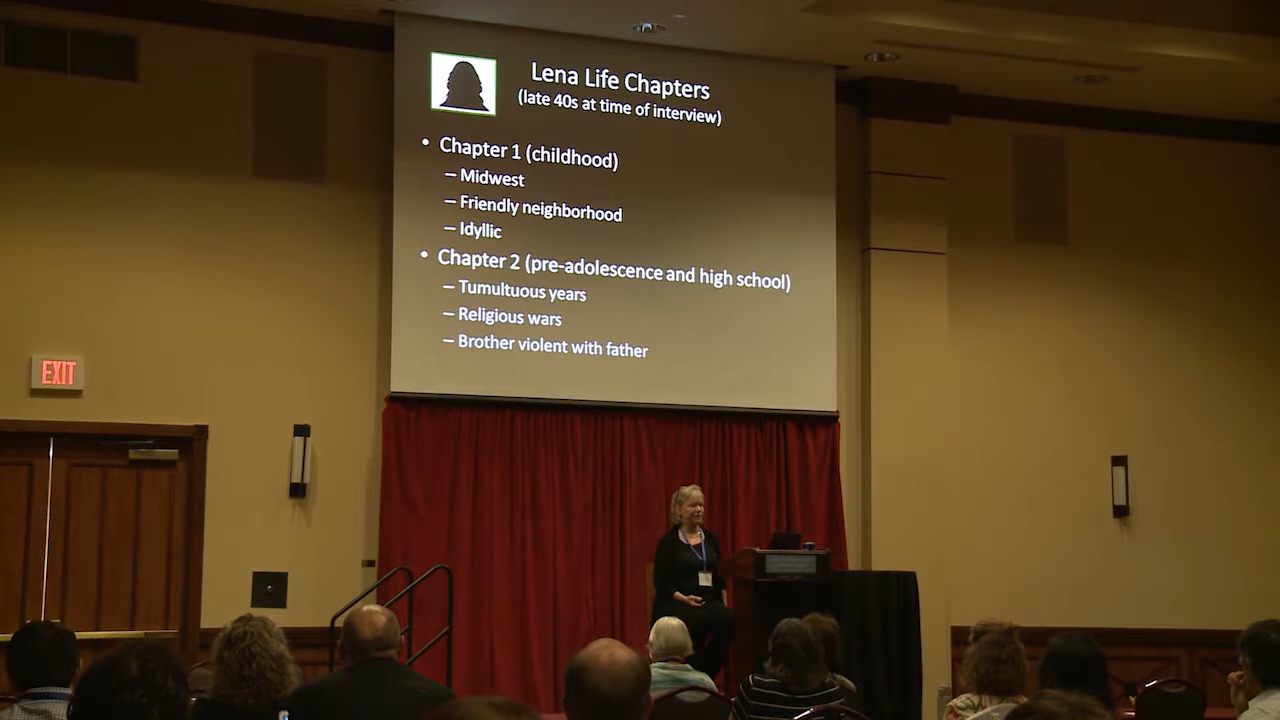 Lena Life Chapters
(late 40s at time of interview)
• Chapter 1 (childhood)
– Midwest
– Friendly neighborhood
– Idyllic
• Chapter 2 (pre-adolescence and high school)
– Tumultuous years
– Religious wars
– Brother violent with father
EXIT